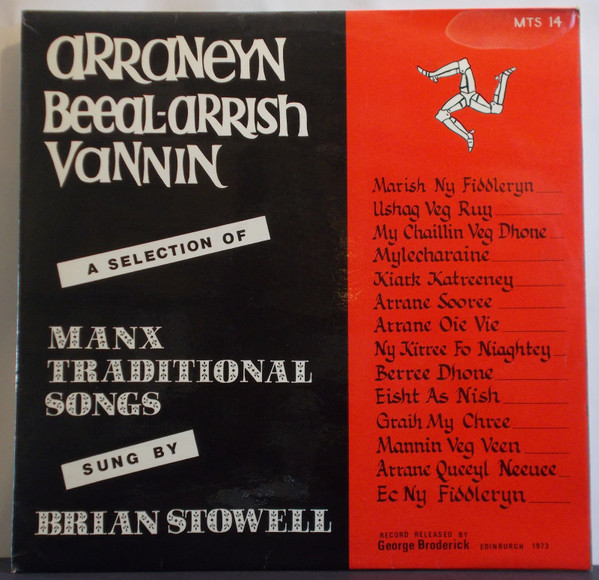 ARRANEYN
BEEAL-ARRISH
VANNIN
A SELECTION OF
MANX
TRADITIONAL
SONGS
SUNG BY
BRIAN STOWELL
MTS 14
Marish Ny Fiddleryn
Ushag Veg Ruy
My Chaillin Veg Dhone
Mylecharaine
Kiark Katreeney
Arrane Sooree
Arrane Oie Vie
Ny Kirree Fo Niaghtey
Berree Dhone
Eisht As Nish
Graih My Chree
Mannin Veg Veen
Arrane Queeyl Neeuee
Ec Ny Fiddleryn
RECORD RELEASED BY
George Broderick EDINBURGH 1973